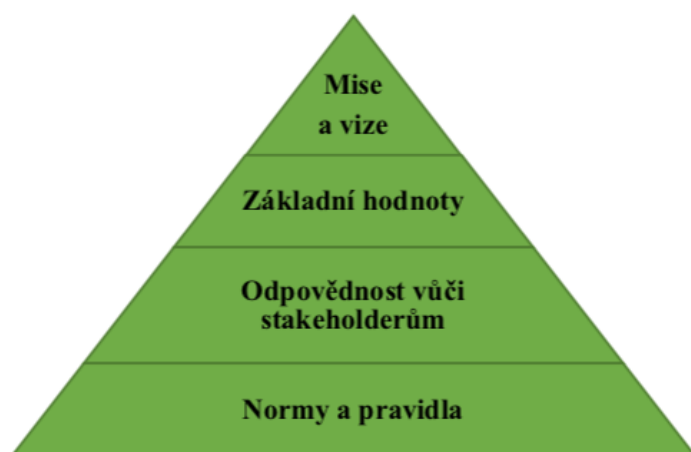 Mise
a vize
Základní hodnoty
Odpovědnost vůči
stakeholderům
Normy a pravidla